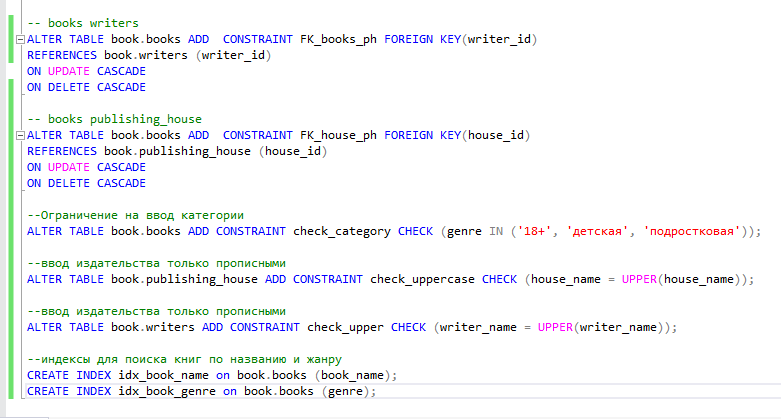 -- books writers
ALTER TABLE book.books ADD  CONSTRAINT FK_books_ph FOREIGN KEY(writer_id)
REFERENCES book.writers (writer_id)
ON UPDATE CASCADE
ON DELETE CASCADE
-- books publishing_house
ALTER TABLE book.books ADD  CONSTRAINT FK_house_ph FOREIGN KEY(house_id)
REFERENCES book.publishing_house (house_id)
ON UPDATE CASCADE
ON DELETE CASCADE
--Ограничение на ввод категории
ALTER TABLE book.books ADD CONSTRAINT check_category CHECK (genre IN ('18+', 'детская', 'подростковая'));
--ввод издательства только прописными
ALTER TABLE book.publishing_house ADD CONSTRAINT check_uppercase CHECK (house_name = UPPER(house_name));
--ввод издательства только прописными
ALTER TABLE book.writers ADD CONSTRAINT check_upper CHECK (writer_name = UPPER(writer_name));
--индексы для поиска книг по названию и жанру
CREATE INDEX idx_book_name on book.books (book_name);
CREATE INDEX idx_book_genre on book.books (genre);